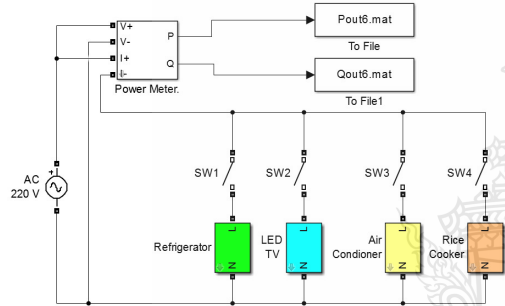 V+
V-
I+
I-
P
Q
Power Meter.
Pout6.mat
To File
Qout6.mat
To File1
AC
220 V
SW1
SW2
SW3
SW4
Refrigerator
L
N
LED
TV
L
N
Air
Condioner
L
N
Rice
Cooker
L
N